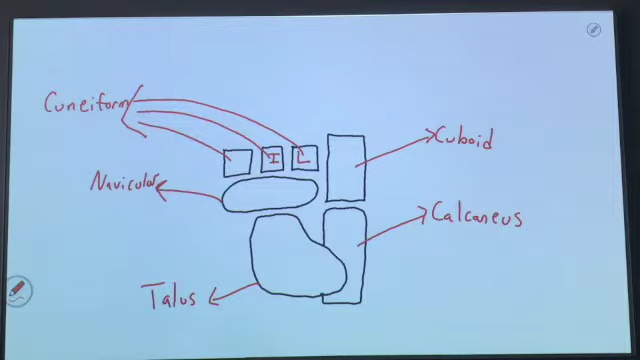 Cuneiform
I L
Cuboid
Navicular
Calcaneus
Talus